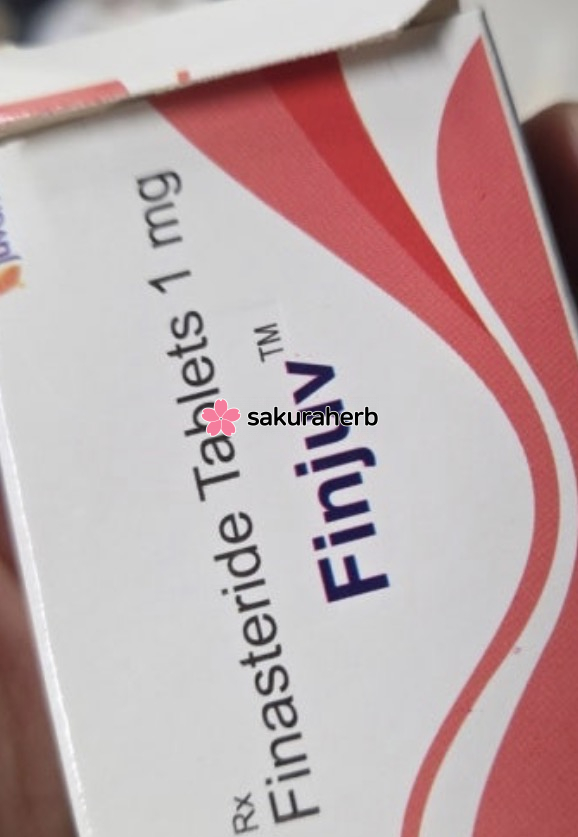 Rx
Finasteride Tablets 1 mg
Finjuv™
sakuraherb